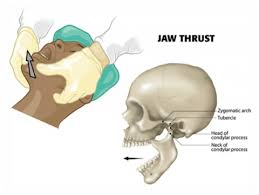 JAW THRUST
Zygomatic arch
Tubercle
Head of
condylar process
Neck of
condylar process